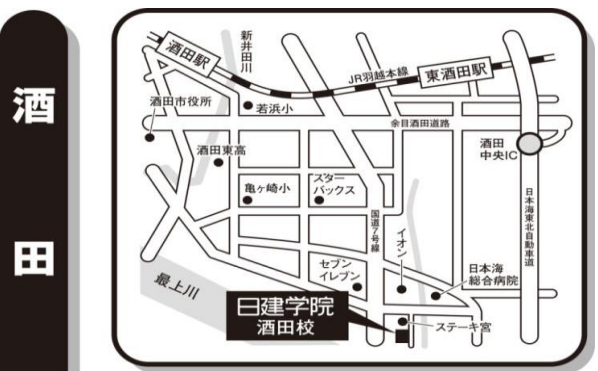 酒田
酒田駅
新井田川
JR羽越本線
東酒田駅
酒田市役所
若浜小
余目酒田道路
酒田東高
酒田
中央IC
亀ヶ崎小
スター
バックス
国道7号線
日本海東北自動車道
イオン
セブン
イレブン
日本海
総合病院
最上川
日建学院
酒田校
ステーキ宮